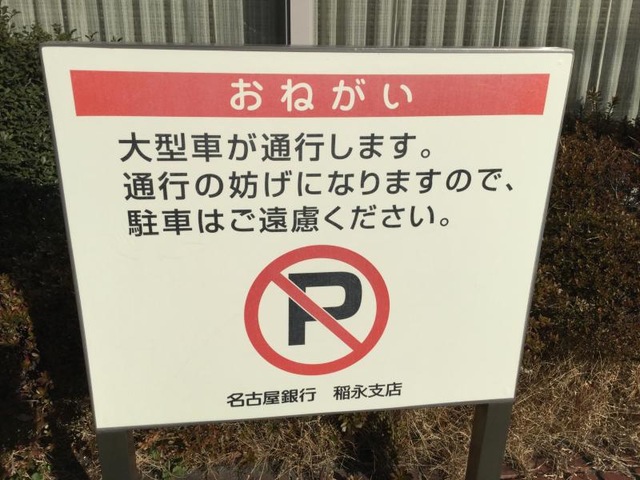 おねがい
大型車が通行します。
通行の妨げになりますので、
駐車はご遠慮ください。
P
名古屋銀行 稲永支店